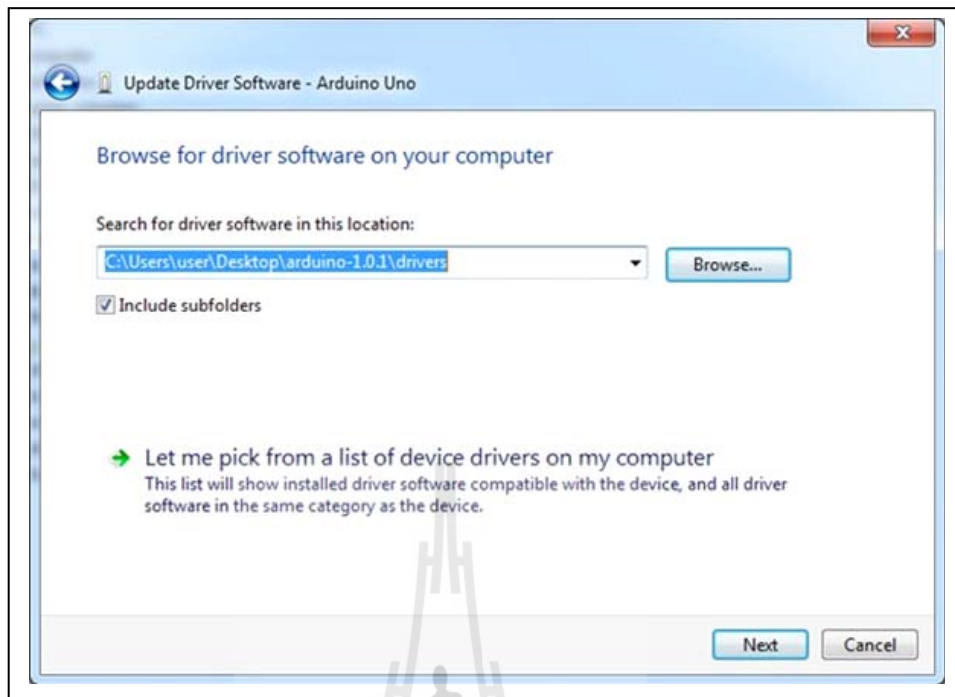 Update Driver Software - Arduino Uno
Browse for driver software on your computer
Search for driver software in this location:
C:\Users\user\Desktop\arduino-1.0.1\drivers
Browse...
Include subfolders
Let me pick from a list of device drivers on my computer
This list will show installed driver software compatible with the device, and all driver
software in the same category as the device.
Next
Cancel